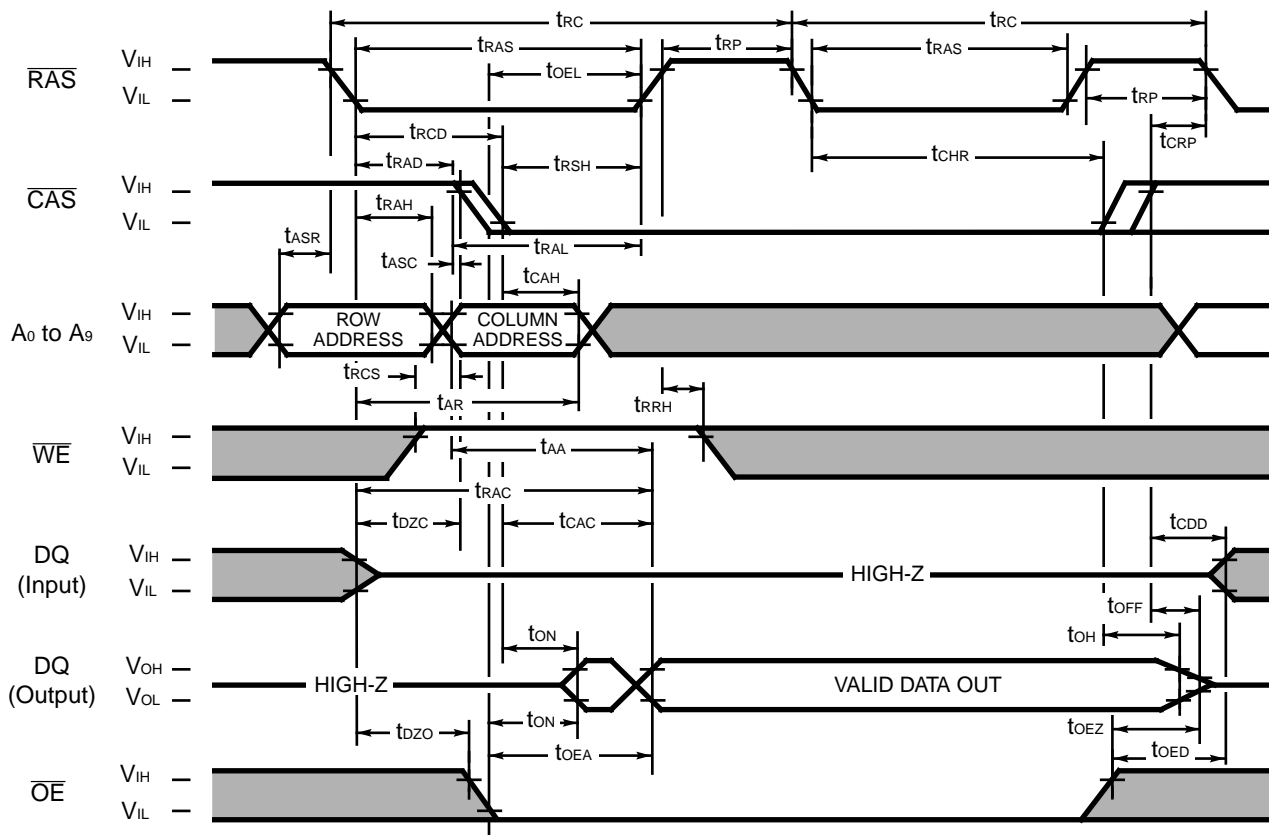 tRC tRC
tRAS tRP tRAS
RAS VIH
VIL
tOEL
tRP
tRCD tCRP
tRSH tCHR
tRAD
CAS VIH
VIL
tRAH
tASR
tRAL
tASC
tCAH
A0 to A9 VIH
VIL
ROW ADDRESS
COLUMN ADDRESS
tRCS
tAR
tRRH
WE VIH
VIL
tAA
tRAC
tDZC tCAC tCDD
DQ (Input) VIH
VIL
HIGH-Z
tOFF
tON tOH
DQ (Output) VOH
VOL
HIGH-Z VALID DATA OUT
tON tOEZ
tDZO
tOEA tOED
OE VIH
VIL